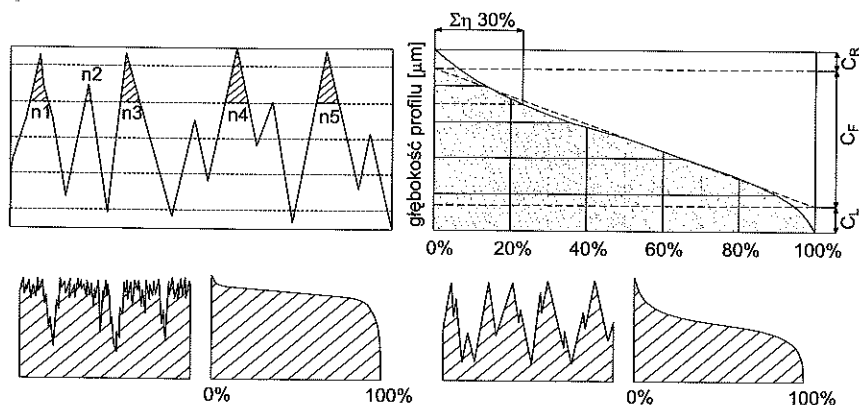 Ση 30%
n2
n1 n3 n4 n5
głębokość profilu [μm]
C_R
C_F
C_L
0% 20% 40% 60% 80% 100%
0% 100%
0% 100%